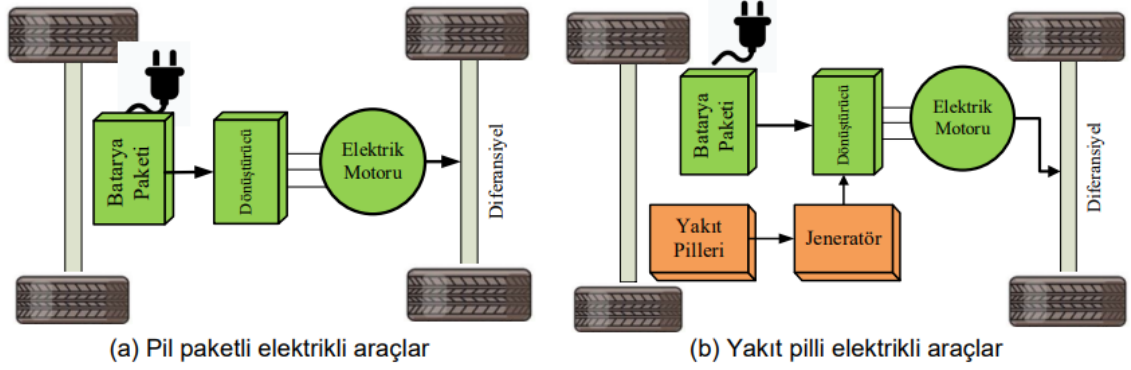 Batarya
Paketi
Dönüştürücü
Elektrik
Motoru
Diferansiyel
(a) Pil paketli elektrikli araçlar
Batarya
Paketi
Dönüştürücü
Elektrik
Motoru
Diferansiyel
Yakıt
Pilleri
Jeneratör
(b) Yakıt pilli elektrikli araçlar